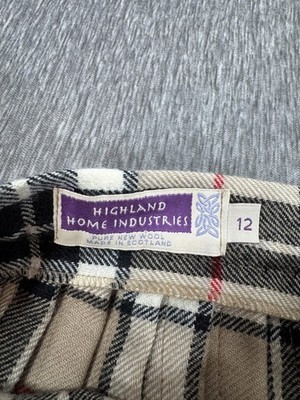 HIGHLAND
HOME INDUSTRIES
PURE NEW WOOL
MADE IN SCOTLAND
12